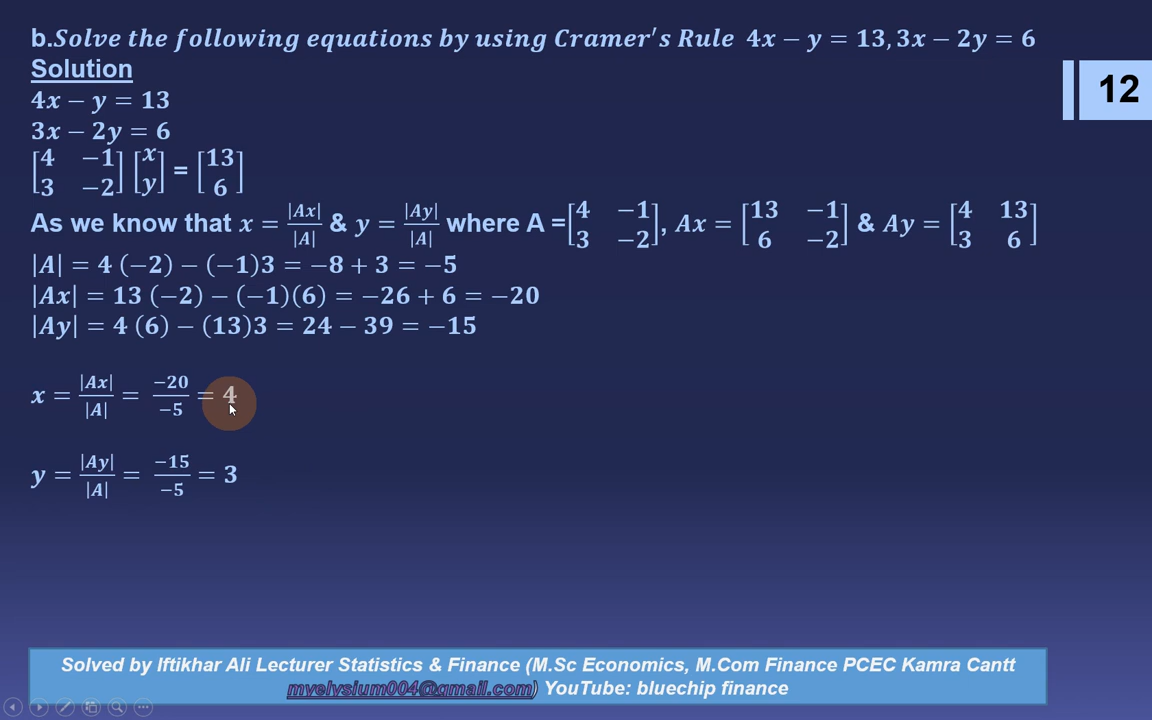 b.Solve the following equations by using Cramer's Rule 4x − y = 13, 3x − 2y = 6
12
Solution
4x − y = 13
3x − 2y = 6
[4 −1; 3 −2] [x; y] = [13; 6]
As we know that x = |Ax|/|A| & y = |Ay|/|A| where A =[4 −1; 3 −2], Ax = [13 −1; 6 −2] & Ay = [4 13; 3 6]
|A| = 4 (−2) − (−1)3 = −8 + 3 = −5
|Ax| = 13 (−2) − (−1)(6) = −26 + 6 = −20
|Ay| = 4 (6) − (13)3 = 24 − 39 = −15
x = |Ax|/|A| = −20/−5 = 4
y = |Ay|/|A| = −15/−5 = 3
Solved by Iftikhar Ali Lecturer Statistics & Finance (M.Sc Economics, M.Com Finance PCEC Kamra Cantt
myelysium004@gmail.com) YouTube: bluechip finance